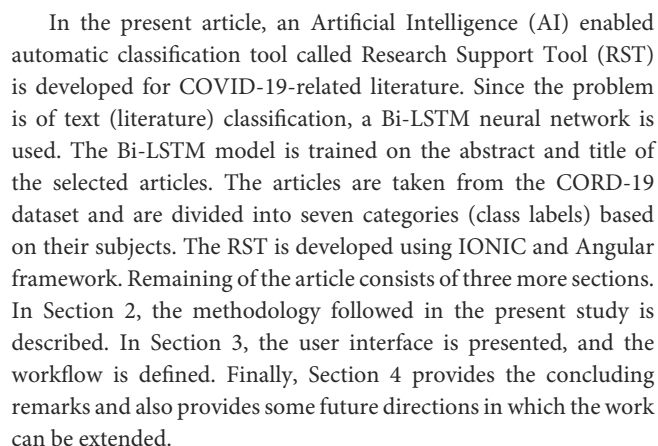 In the present article, an Artificial Intelligence (AI) enabled
automatic classification tool called Research Support Tool (RST)
is developed for COVID-19-related literature. Since the problem
is of text (literature) classification, a Bi-LSTM neural network is
used. The Bi-LSTM model is trained on the abstract and title of
the selected articles. The articles are taken from the CORD-19
dataset and are divided into seven categories (class labels) based
on their subjects. The RST is developed using IONIC and Angular
framework. Remaining of the article consists of three more sections.
In Section 2, the methodology followed in the present study is
described. In Section 3, the user interface is presented, and the
workflow is defined. Finally, Section 4 provides the concluding
remarks and also provides some future directions in which the work
can be extended.